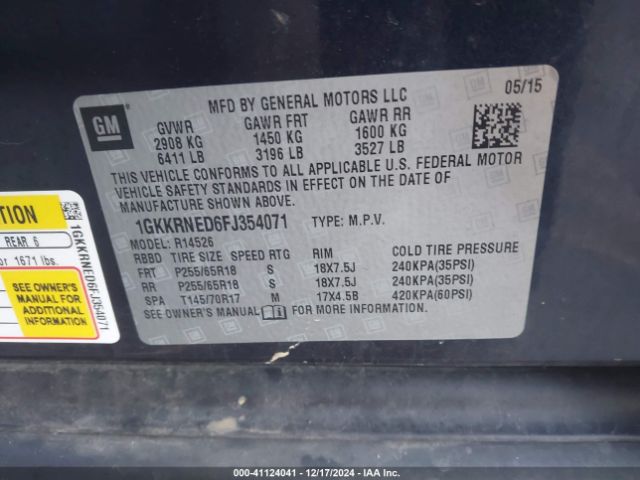 MFD BY GENERAL MOTORS LLC
05/15
GM
GVWR GAWR FRT GAWR RR
2908 KG 1450 KG 1600 KG
6411 LB 3196 LB 3527 LB
THIS VEHICLE CONFORMS TO ALL APPLICABLE U.S. FEDERAL MOTOR
VEHICLE SAFETY STANDARDS IN EFFECT ON THE DATE OF
MANUFACTURE SHOWN ABOVE.
1GKKRNED6FJ354071 TYPE: M.P.V.
MODEL: R14526
RBBD TIRE SIZE SPEED RTG RIM COLD TIRE PRESSURE
FRT P255/65R18 S 18X7.5J 240KPA(35PSI)
RR P255/65R18 S 18X7.5J 240KPA(35PSI)
SPA T145/70R17 M 17X4.5B 420KPA(60PSI)
SEE OWNER'S MANUAL FOR MORE INFORMATION.
TION
REAR 6
or 1671 lbs.
SEE OWNER'S
MANUAL FOR
ADDITIONAL
INFORMATION
1GKKRNED6FJ354071
000-41124041 - 12/17/2024 - IAA Inc.